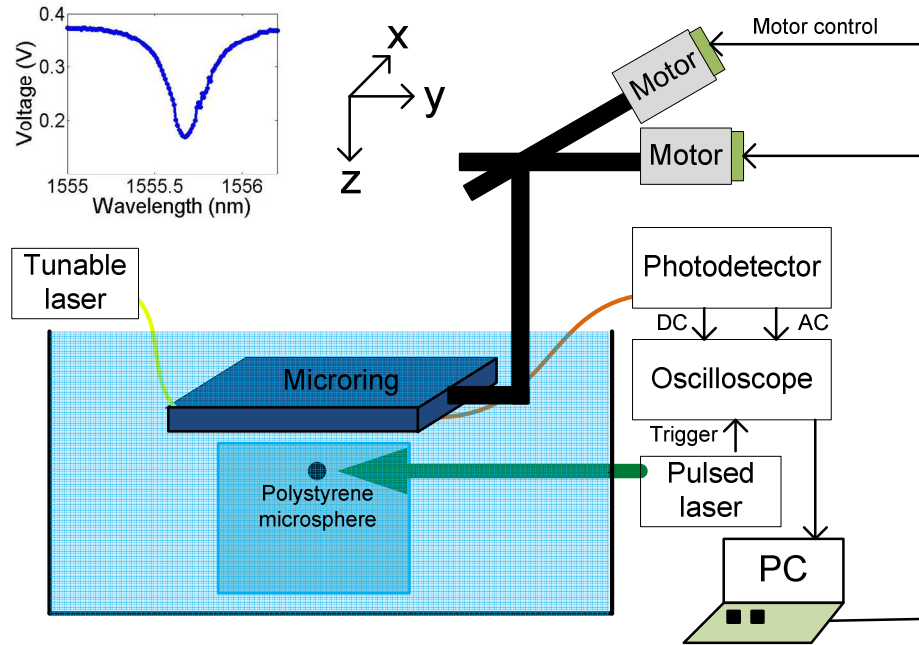 0.4
0.3
0.2
Voltage (V)
1555
1555.5
1556
Wavelength (nm)
x
y
z
Motor
Motor control
Motor
Tunable
laser
Photodetector
DC
AC
Microring
Oscilloscope
Trigger
Polystyrene
microsphere
Pulsed
laser
PC